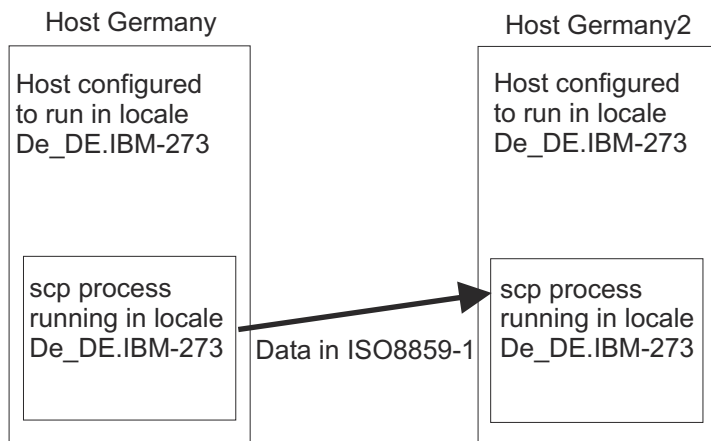 Host Germany
Host configured
to run in locale
De_DE.IBM-273
scp process
running in locale
De_DE.IBM-273
Data in ISO8859-1
Host Germany2
Host configured
to run in locale
De_DE.IBM-273
scp process
running in locale
De_DE.IBM-273